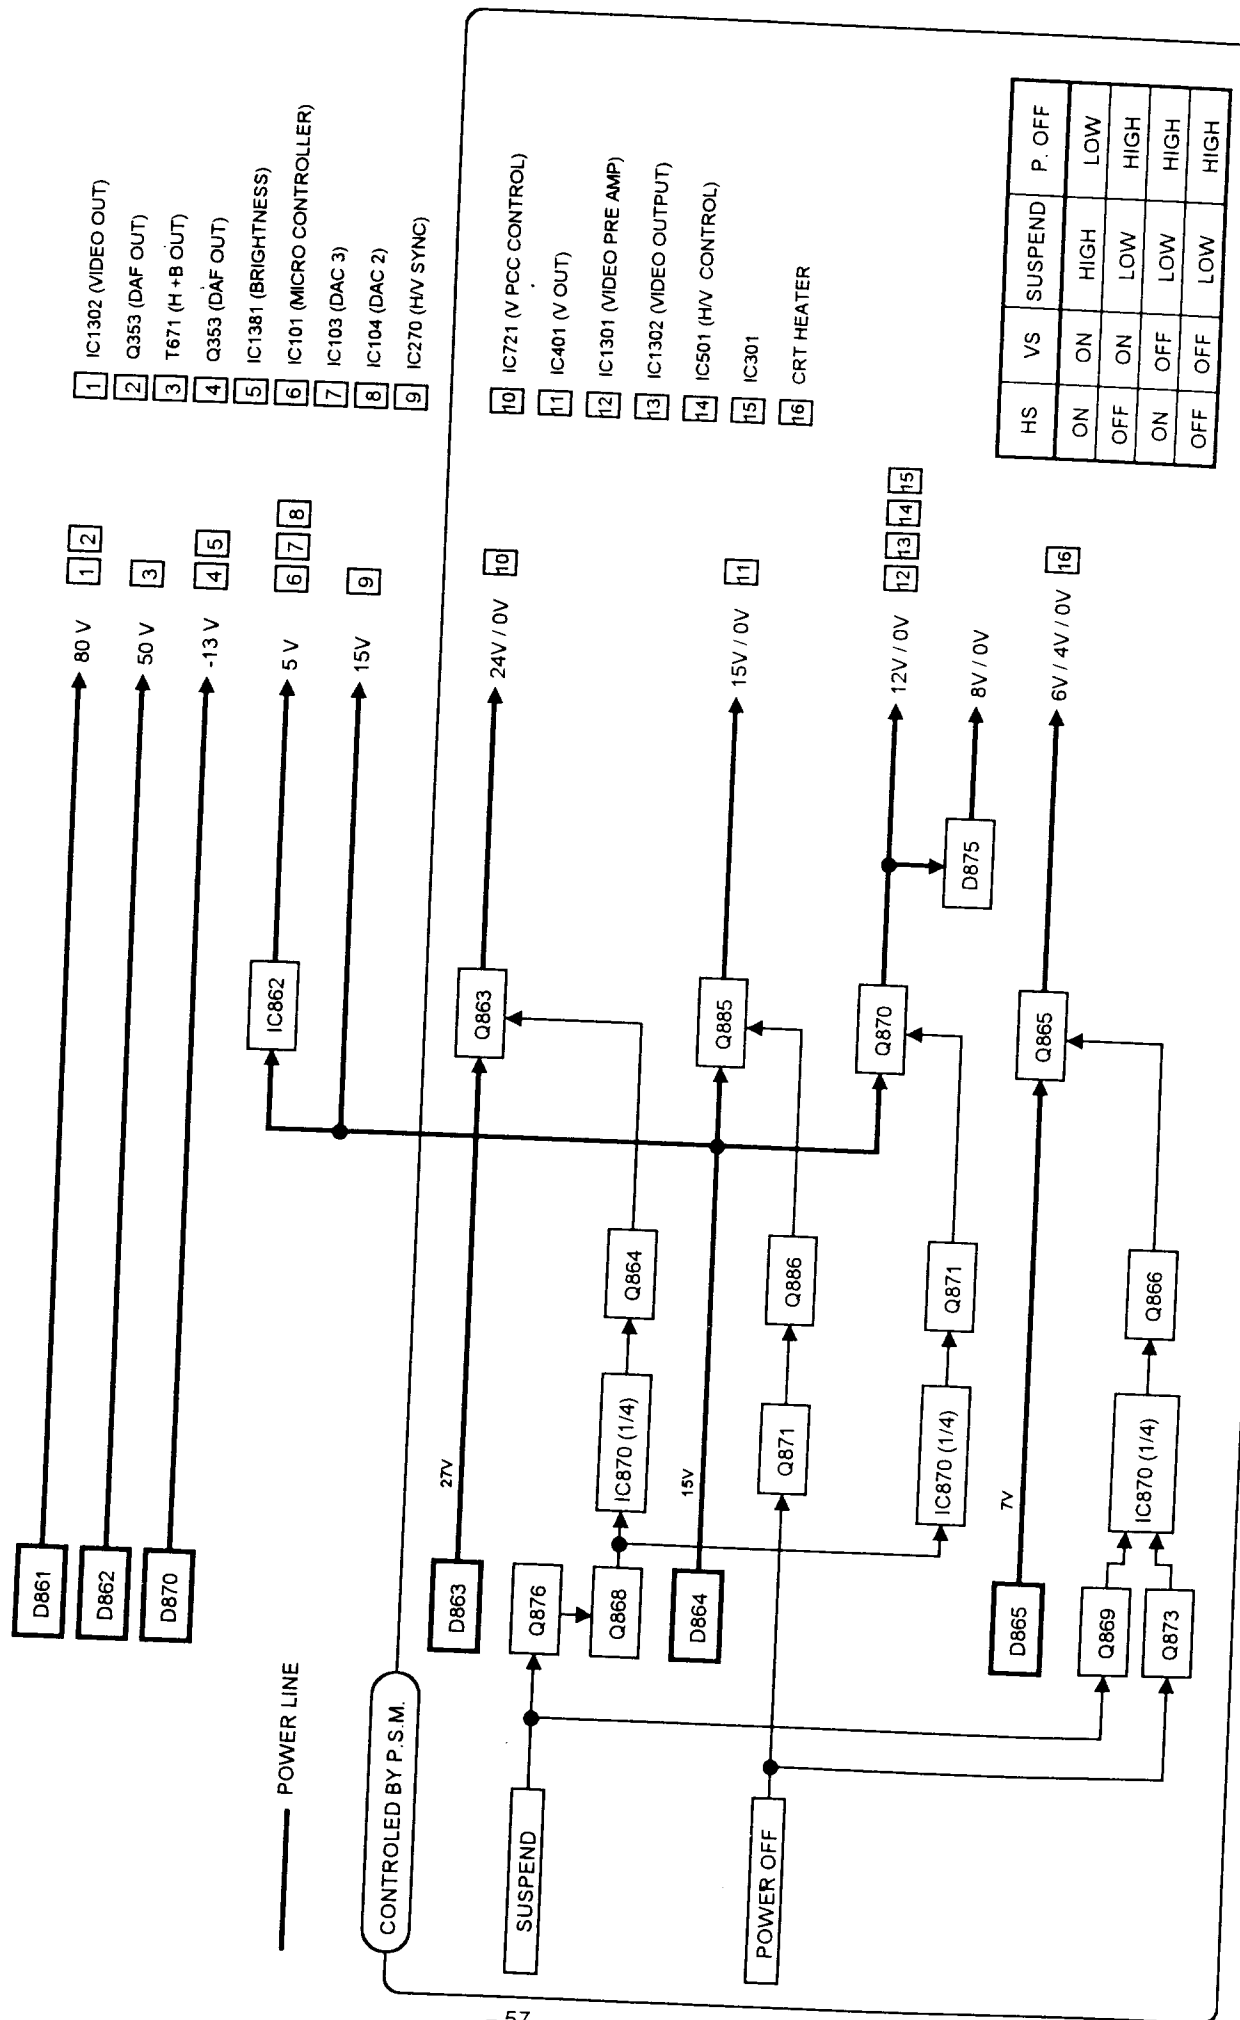 D861
80 V
1 2
D862
50 V
3
D870
-13 V
4 5
IC862
5 V
6 7 8
15V
9
POWER LINE
1 IC1302 (VIDEO OUT)
2 Q353 (DAF OUT)
3 T671 (H +B OUT)
4 Q353 (DAF OUT)
5 IC1381 (BRIGHTNESS)
6 IC101 (MICRO CONTROLLER)
7 IC103 (DAC 3)
8 IC104 (DAC 2)
9 IC270 (H/V SYNC)
CONTROLED BY P.S.M.
D863
27V
Q863
24V / 0V
10
SUSPEND
Q876
Q868
IC870 (1/4)
Q864
D864
15V
Q885
15V / 0V
11
POWER OFF
Q871
Q886
Q870
12V / 0V
12 13 14 15
IC870 (1/4)
Q871
D875
8V / 0V
D865
7V
Q865
6V / 4V / 0V
16
Q869
Q873
IC870 (1/4)
Q866
10 IC721 (V PCC CONTROL)
11 IC401 (V OUT)
12 IC1301 (VIDEO PRE AMP)
13 IC1302 (VIDEO OUTPUT)
14 IC501 (H/V CONTROL)
15 IC301
16 CRT HEATER
HS VS SUSPEND P. OFF
ON ON HIGH LOW
OFF ON LOW HIGH
ON OFF LOW HIGH
OFF OFF LOW HIGH